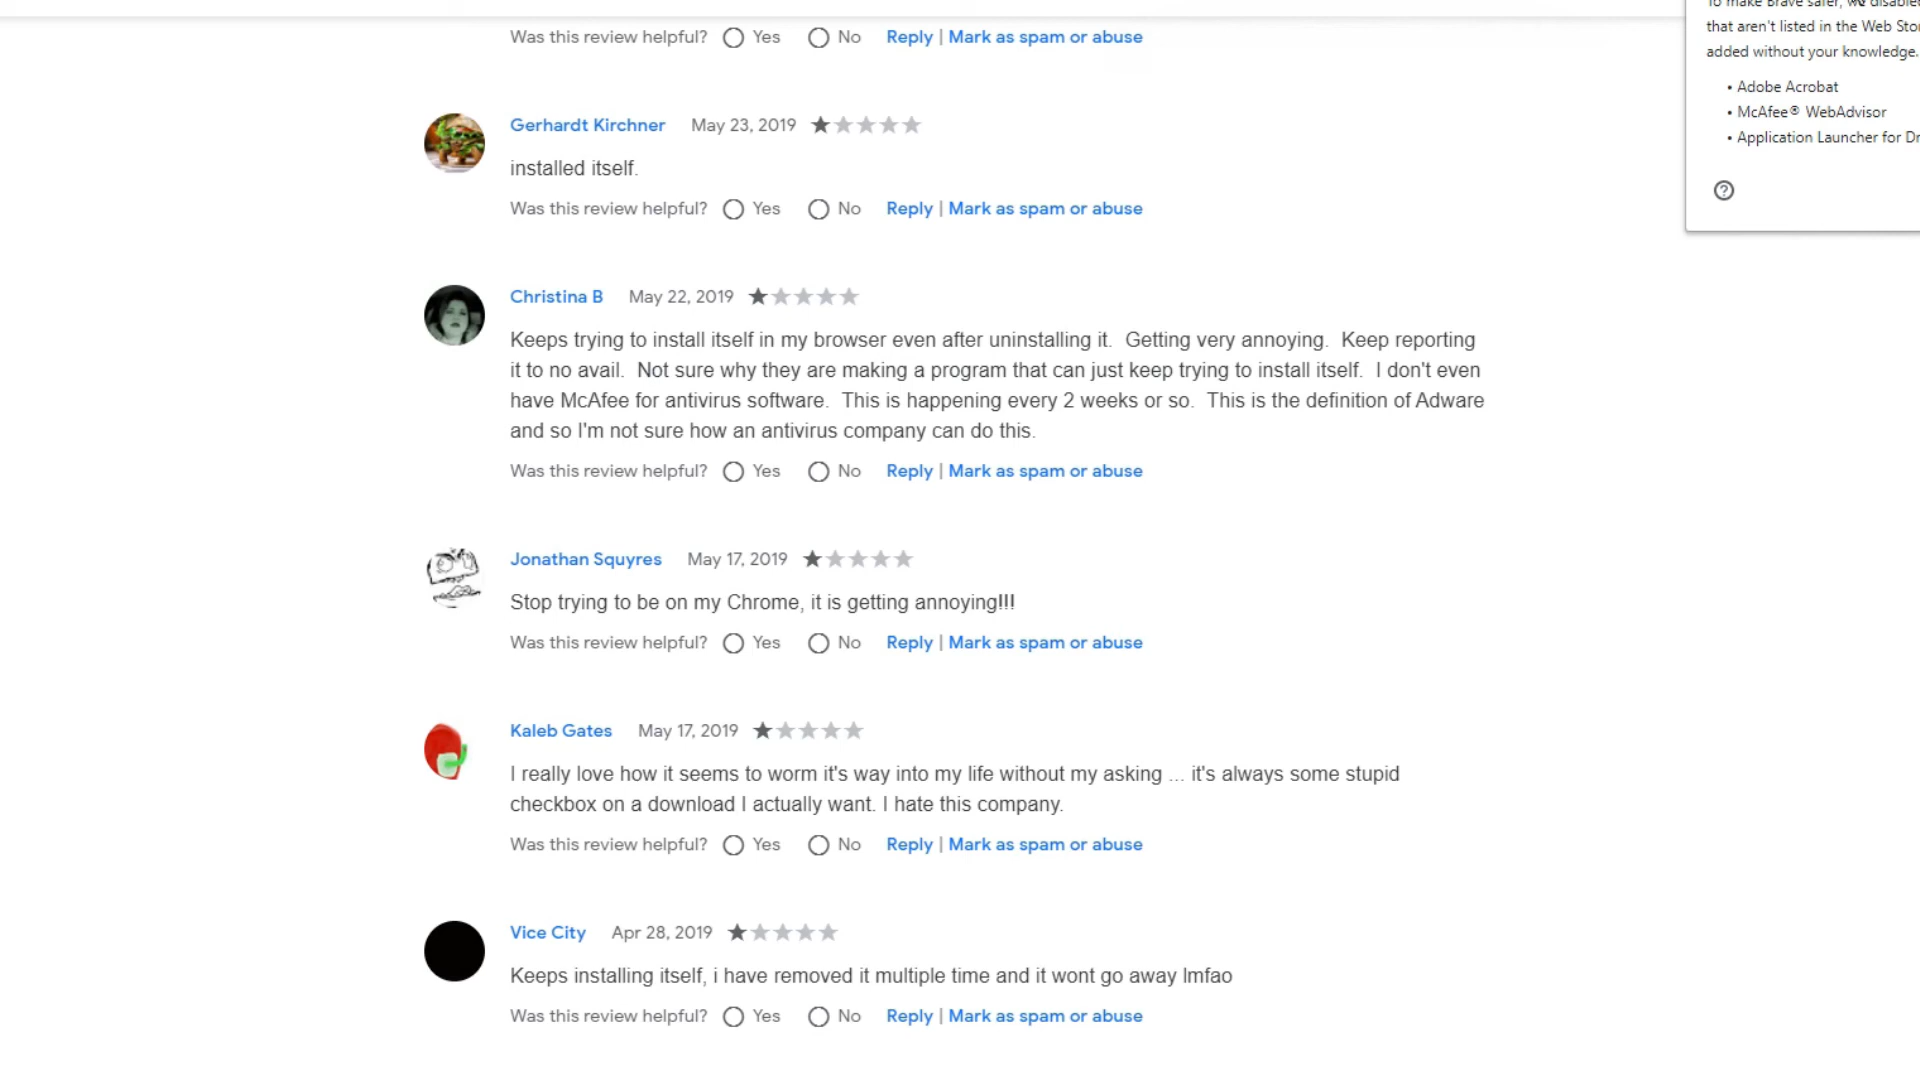 Was this review helpful? Yes No Reply | Mark as spam or abuse
To make Brave safer, we disabled
that aren't listed in the Web Sto
added without your knowledge.
• Adobe Acrobat
• McAfee® WebAdvisor
• Application Launcher for Dr
Gerhardt Kirchner May 23, 2019
installed itself.
Was this review helpful? Yes No Reply | Mark as spam or abuse
Christina B May 22, 2019
Keeps trying to install itself in my browser even after uninstalling it. Getting very annoying. Keep reporting
it to no avail. Not sure why they are making a program that can just keep trying to install itself. I don't even
have McAfee for antivirus software. This is happening every 2 weeks or so. This is the definition of Adware
and so I'm not sure how an antivirus company can do this.
Was this review helpful? Yes No Reply | Mark as spam or abuse
Jonathan Squyres May 17, 2019
Stop trying to be on my Chrome, it is getting annoying!!!
Was this review helpful? Yes No Reply | Mark as spam or abuse
Kaleb Gates May 17, 2019
I really love how it seems to worm it's way into my life without my asking ... it's always some stupid
checkbox on a download I actually want. I hate this company.
Was this review helpful? Yes No Reply | Mark as spam or abuse
Vice City Apr 28, 2019
Keeps installing itself, i have removed it multiple time and it wont go away lmfao
Was this review helpful? Yes No Reply | Mark as spam or abuse